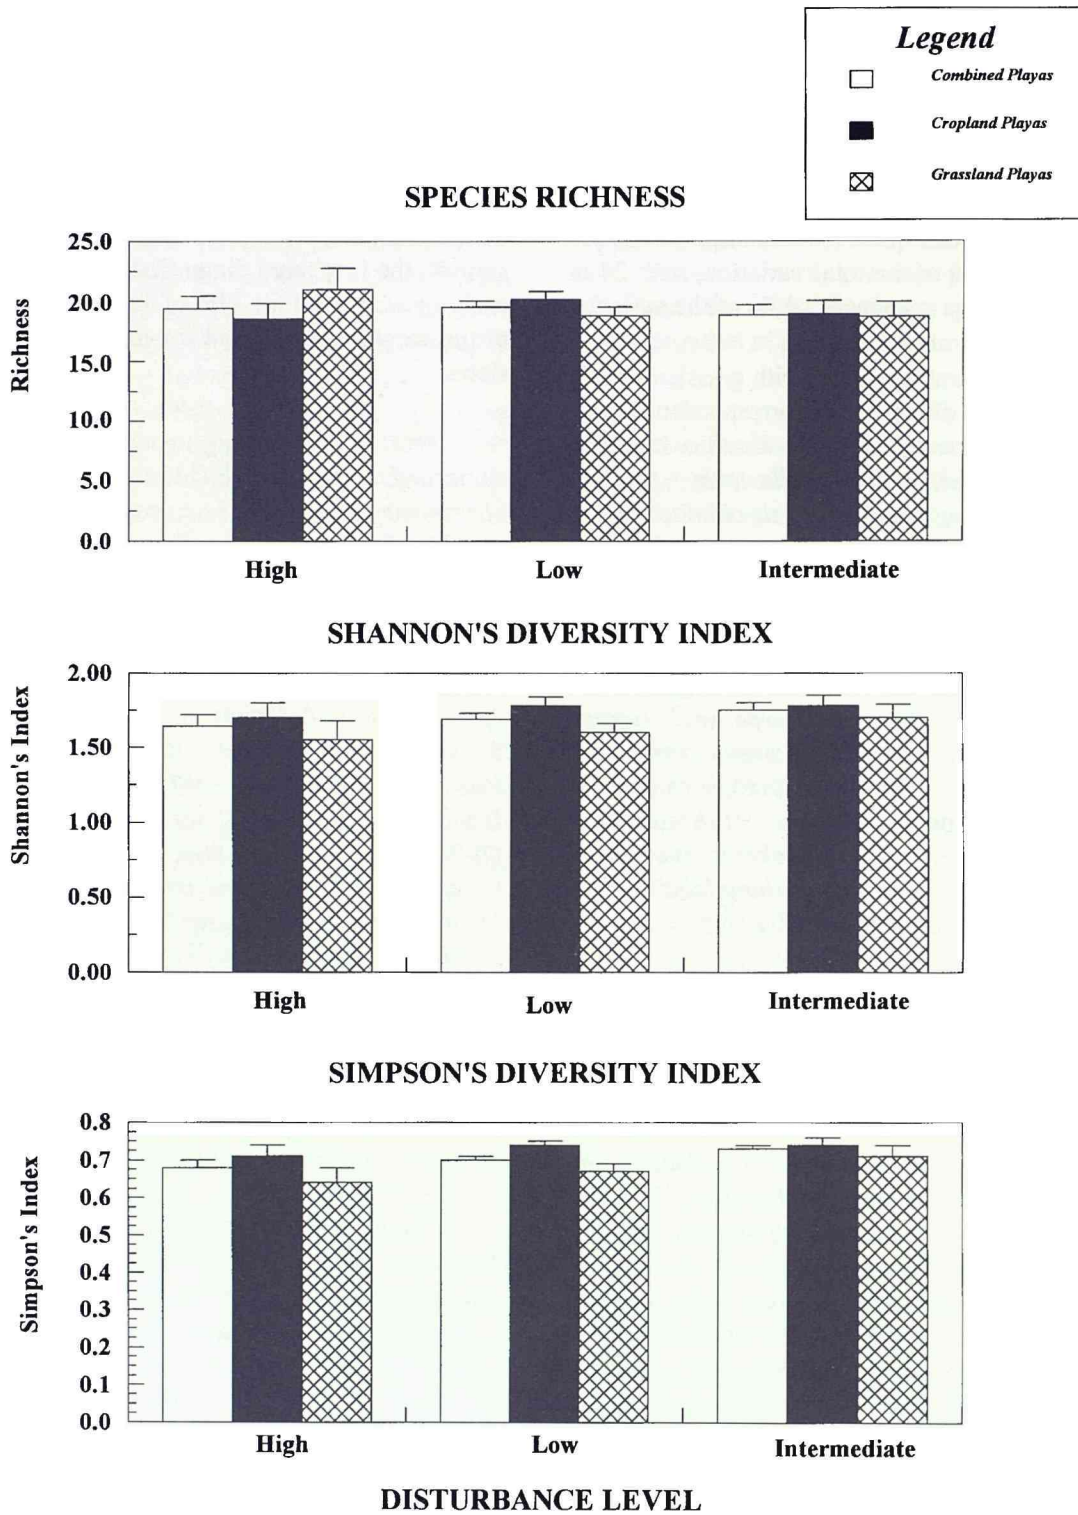 Legend
Combined Playas
Cropland Playas
Grassland Playas
SPECIES RICHNESS
Richness
25.0
20.0
15.0
10.0
5.0
0.0
High Low Intermediate
SHANNON'S DIVERSITY INDEX
Shannon's Index
2.00
1.50
1.00
0.50
0.00
High Low Intermediate
SIMPSON'S DIVERSITY INDEX
Simpson's Index
0.8
0.7
0.6
0.5
0.4
0.3
0.2
0.1
0.0
High Low Intermediate
DISTURBANCE LEVEL